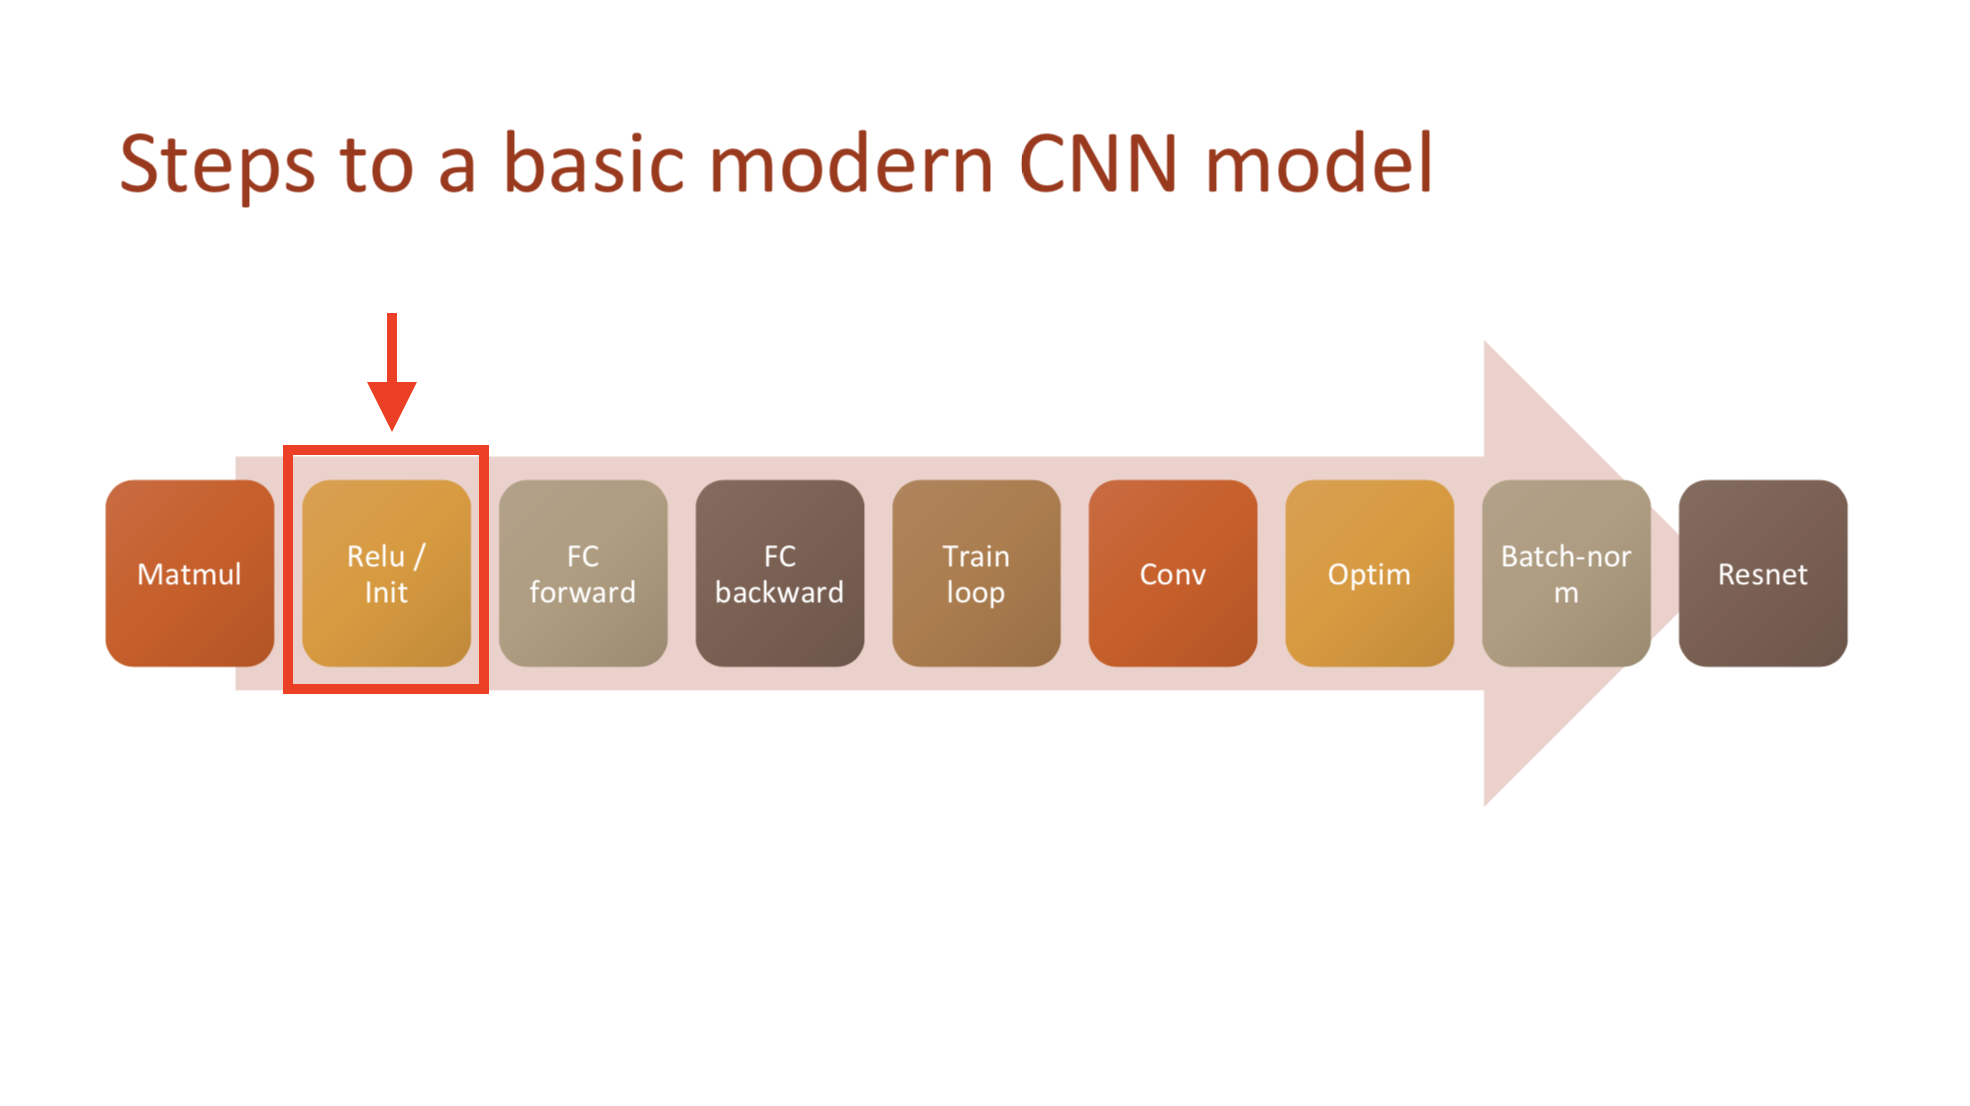 Steps to a basic modern CNN model
Matmul
Relu /
Init
FC
forward
FC
backward
Train
loop
Conv
Optim
Batch-nor
m
Resnet